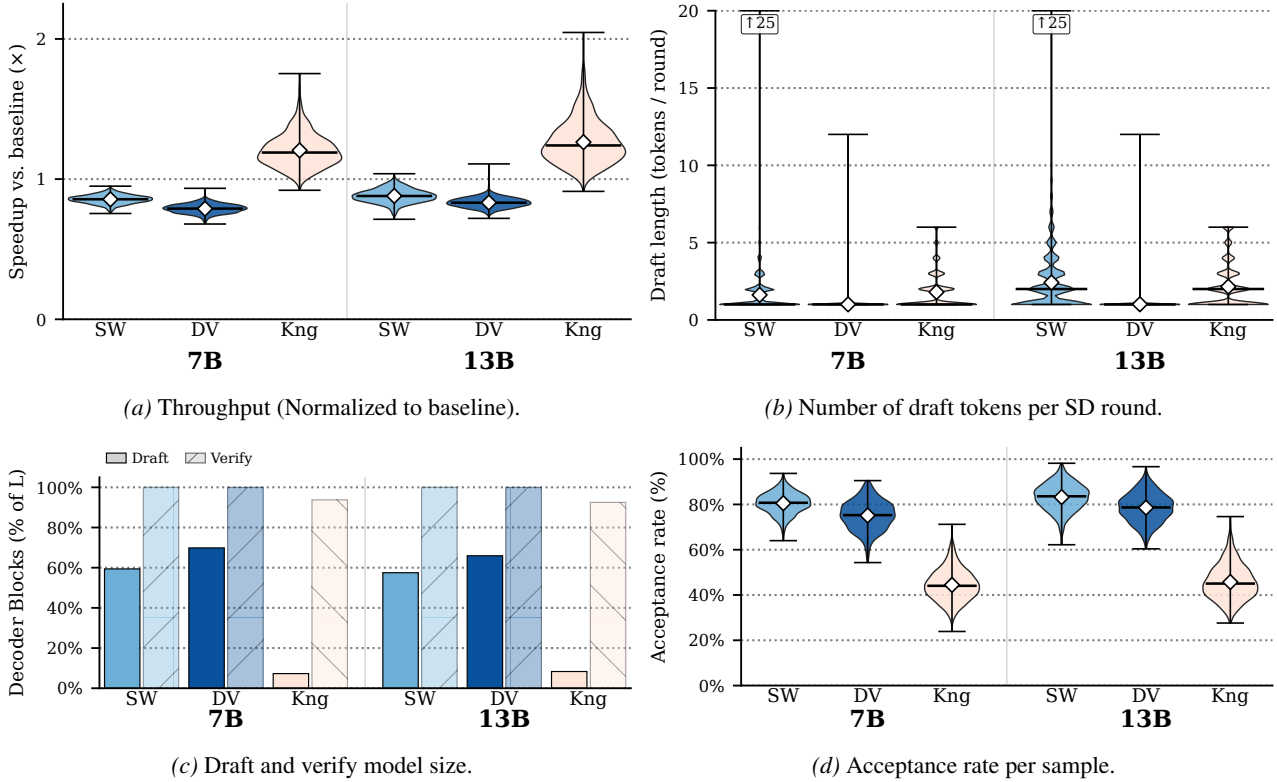 Speedup vs. baseline (×)
2
1
0
SW DV Kng SW DV Kng
7B 13B
(a) Throughput (Normalized to baseline).
Draft length (tokens / round)
20
15
10
5
0
↑25 ↑25
SW DV Kng SW DV Kng
7B 13B
(b) Number of draft tokens per SD round.
Draft Verify
Decoder Blocks (% of L)
100%
80%
60%
40%
20%
0%
SW DV Kng SW DV Kng
7B 13B
(c) Draft and verify model size.
Acceptance rate (%)
100%
80%
60%
40%
20%
0%
SW DV Kng SW DV Kng
7B 13B
(d) Acceptance rate per sample.